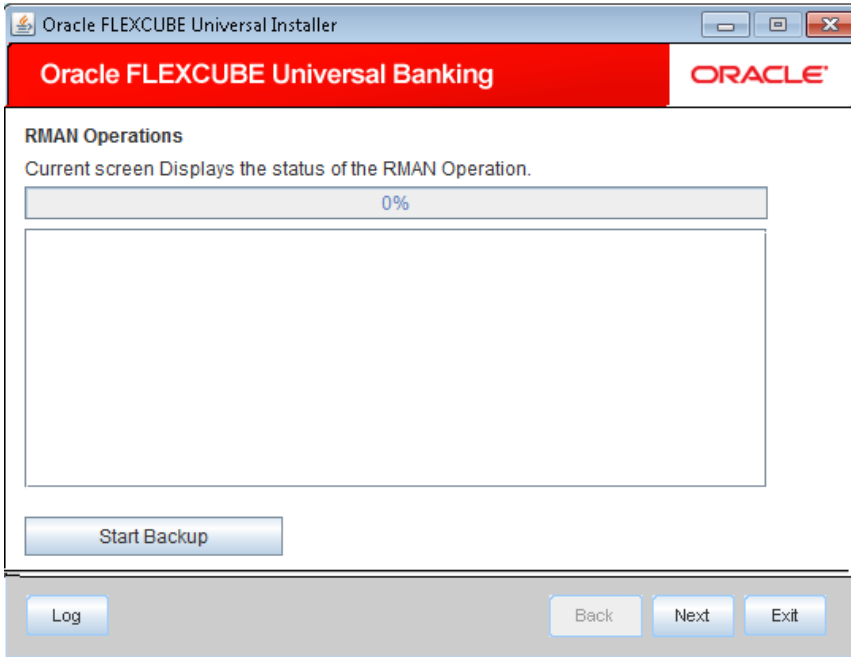 Oracle FLEXCUBE Universal Installer
Oracle FLEXCUBE Universal Banking
ORACLE
RMAN Operations
Current screen Displays the status of the RMAN Operation.
0%
Start Backup
Log
Back
Next
Exit